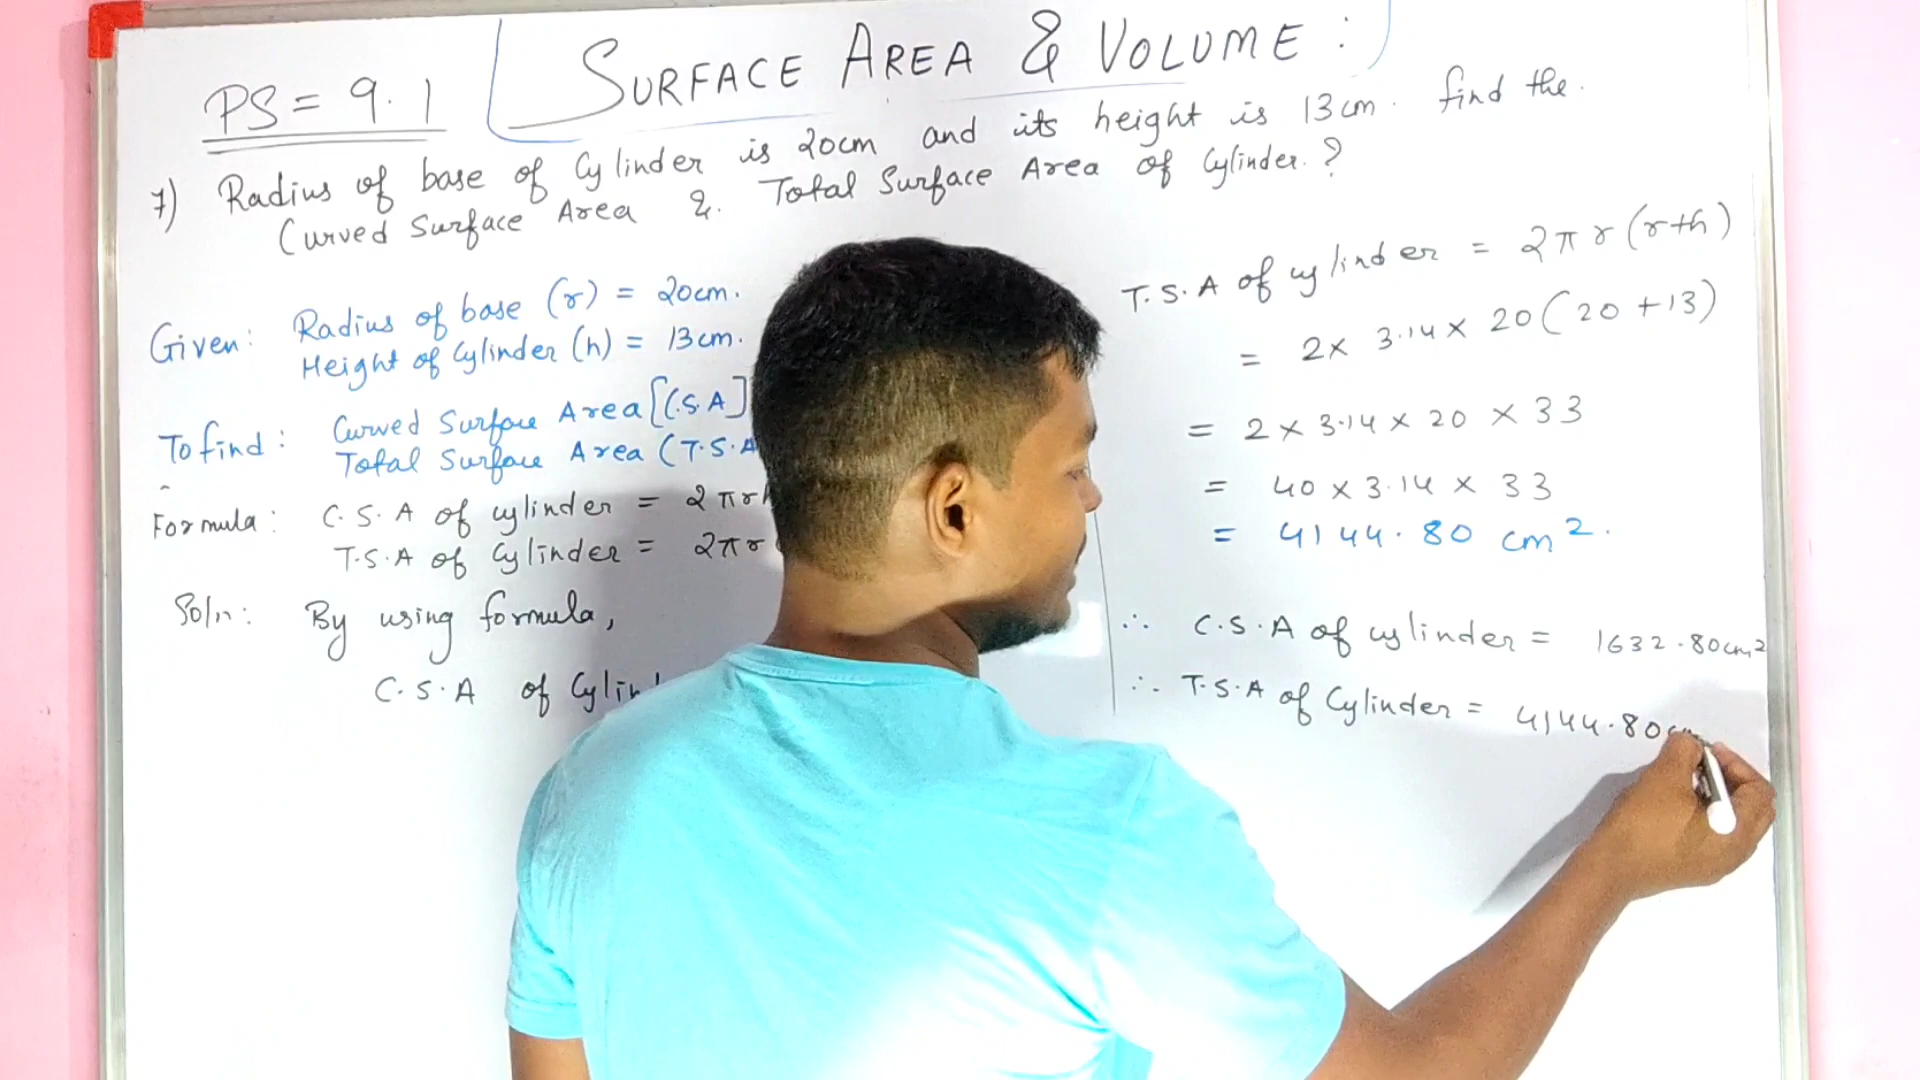 PS = 9.1
SURFACE AREA & VOLUME :
7) Radius of base of Cylinder is 20cm and its height is 13cm. find the.
Curved Surface Area &. Total Surface Area of Cylinder.?
Given: Radius of base (r) = 20cm.
Height of Cylinder (h) = 13cm.
To find: Curved Surface Area [C.S.A]
Total Surface Area (T.S.A
Formula: C.S.A of cylinder = 2πrh
T.S.A of Cylinder = 2πr
Soln: By using formula,
C.S.A of Cylin
T.S.A of cylinder = 2πr(r+h)
= 2× 3.14× 20(20+13)
= 2×3.14×20×33
= 40×3.14×33
= 4144.80 cm².
∴ C.S.A of cylinder = 1632.80cm²
∴ T.S.A of Cylinder = 4144.80cm